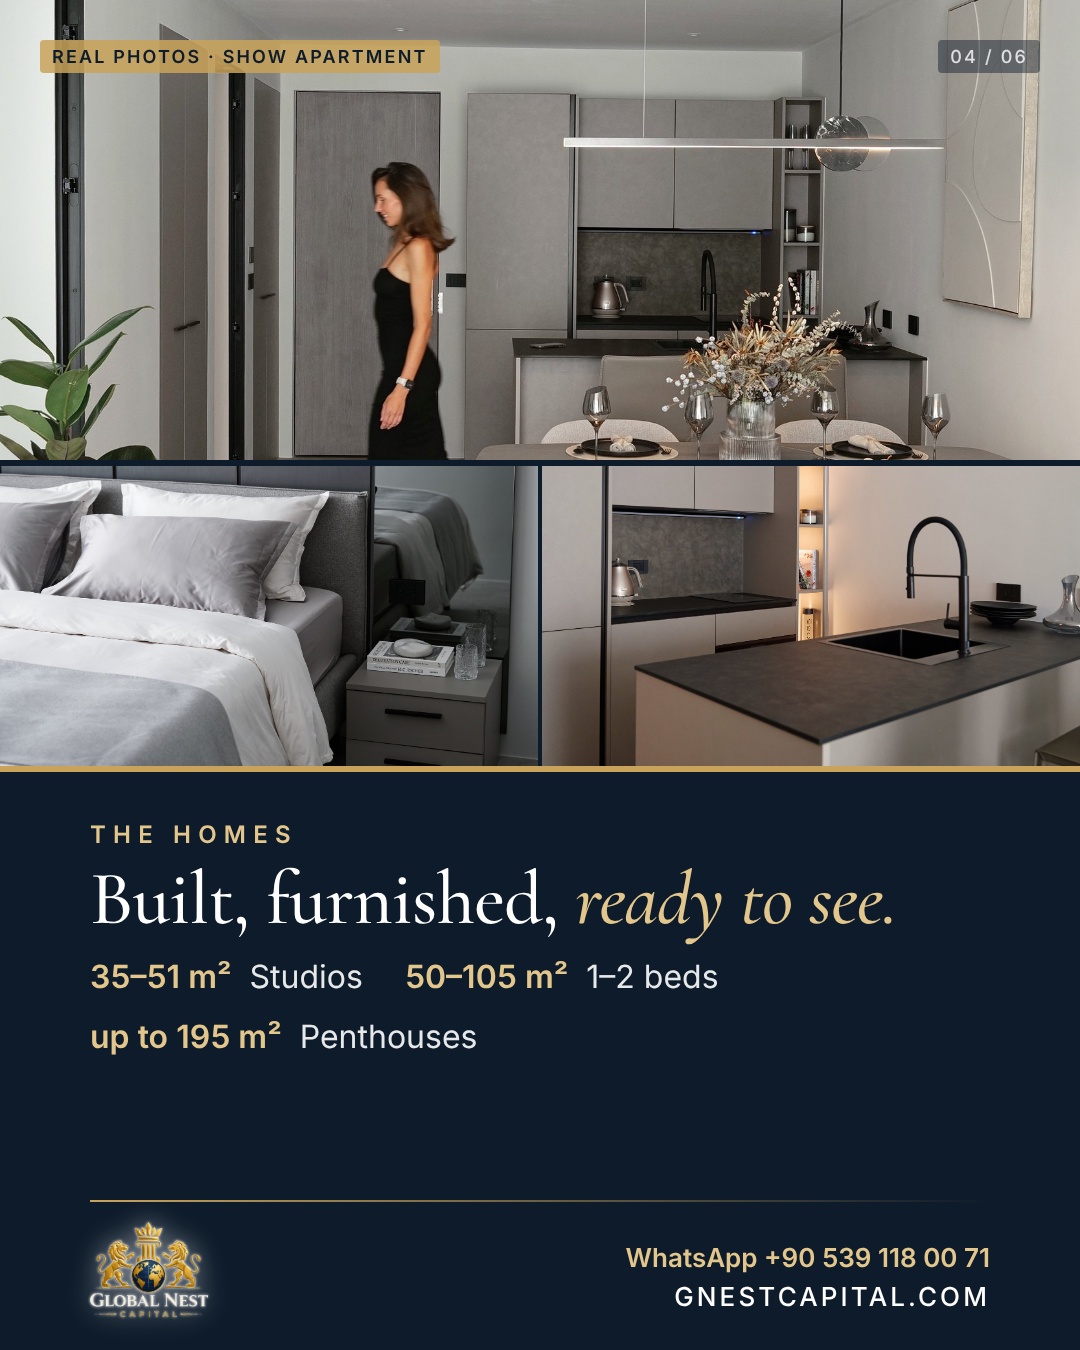 REAL PHOTOS · SHOW APARTMENT
04 / 06
THE HOMES
Built, furnished, ready to see.
35–51 m² Studios 50–105 m² 1–2 beds
up to 195 m² Penthouses
GLOBAL NEST
CAPITAL
WhatsApp +90 539 118 00 71
GNESTCAPITAL.COM